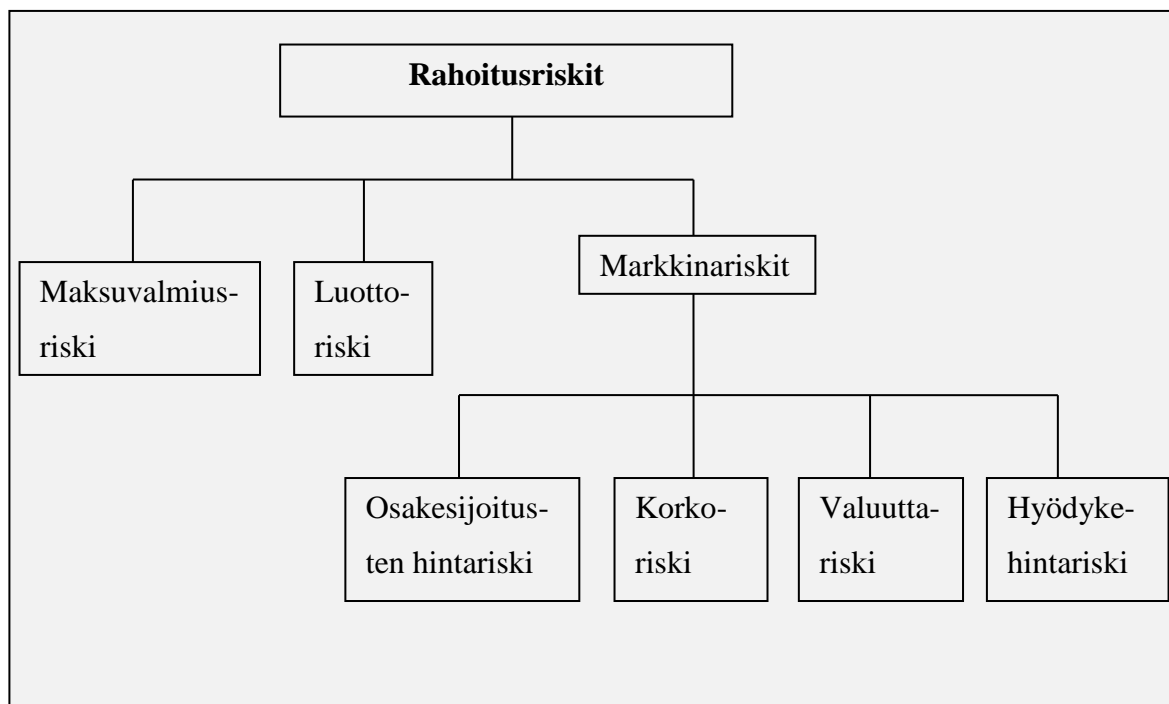 Rahoitusriskit
Maksuvalmius-
riski
Luotto-
riski
Markkinariskit
Osakesijoitus-
ten hintariski
Korko-
riski
Valuutta-
riski
Hyödyke-
hintariski